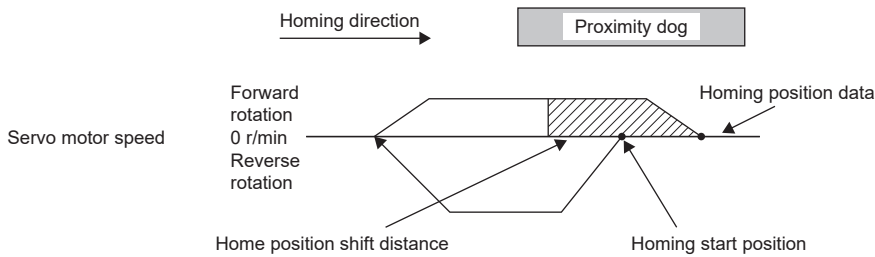 Homing direction
Proximity dog
Forward
rotation
0 r/min
Reverse
rotation
Servo motor speed
Homing position data
Home position shift distance
Homing start position